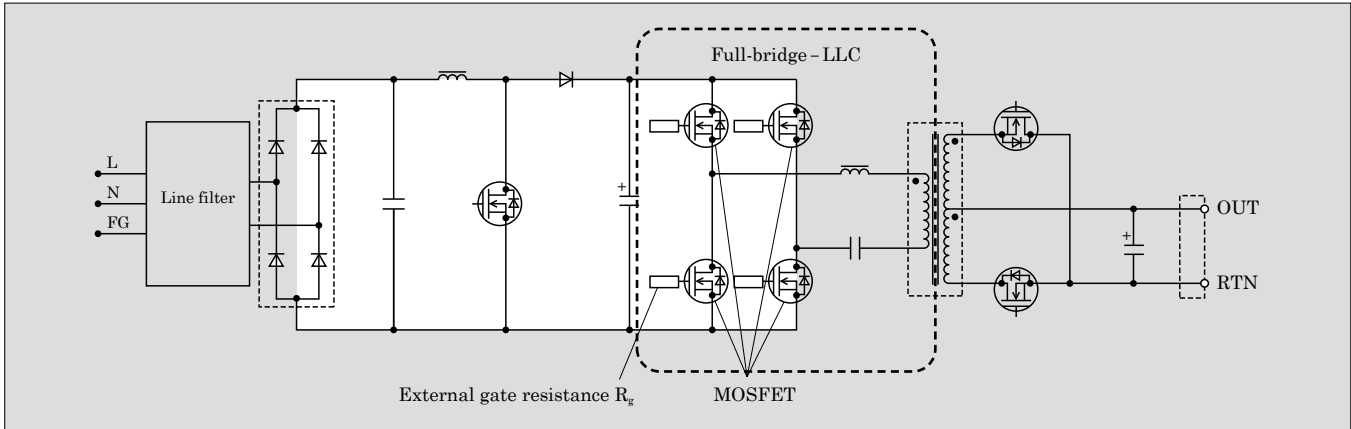 Full-bridge – LLC
L
N
FG
Line filter
+
+
OUT
RTN
External gate resistance Rg
MOSFET